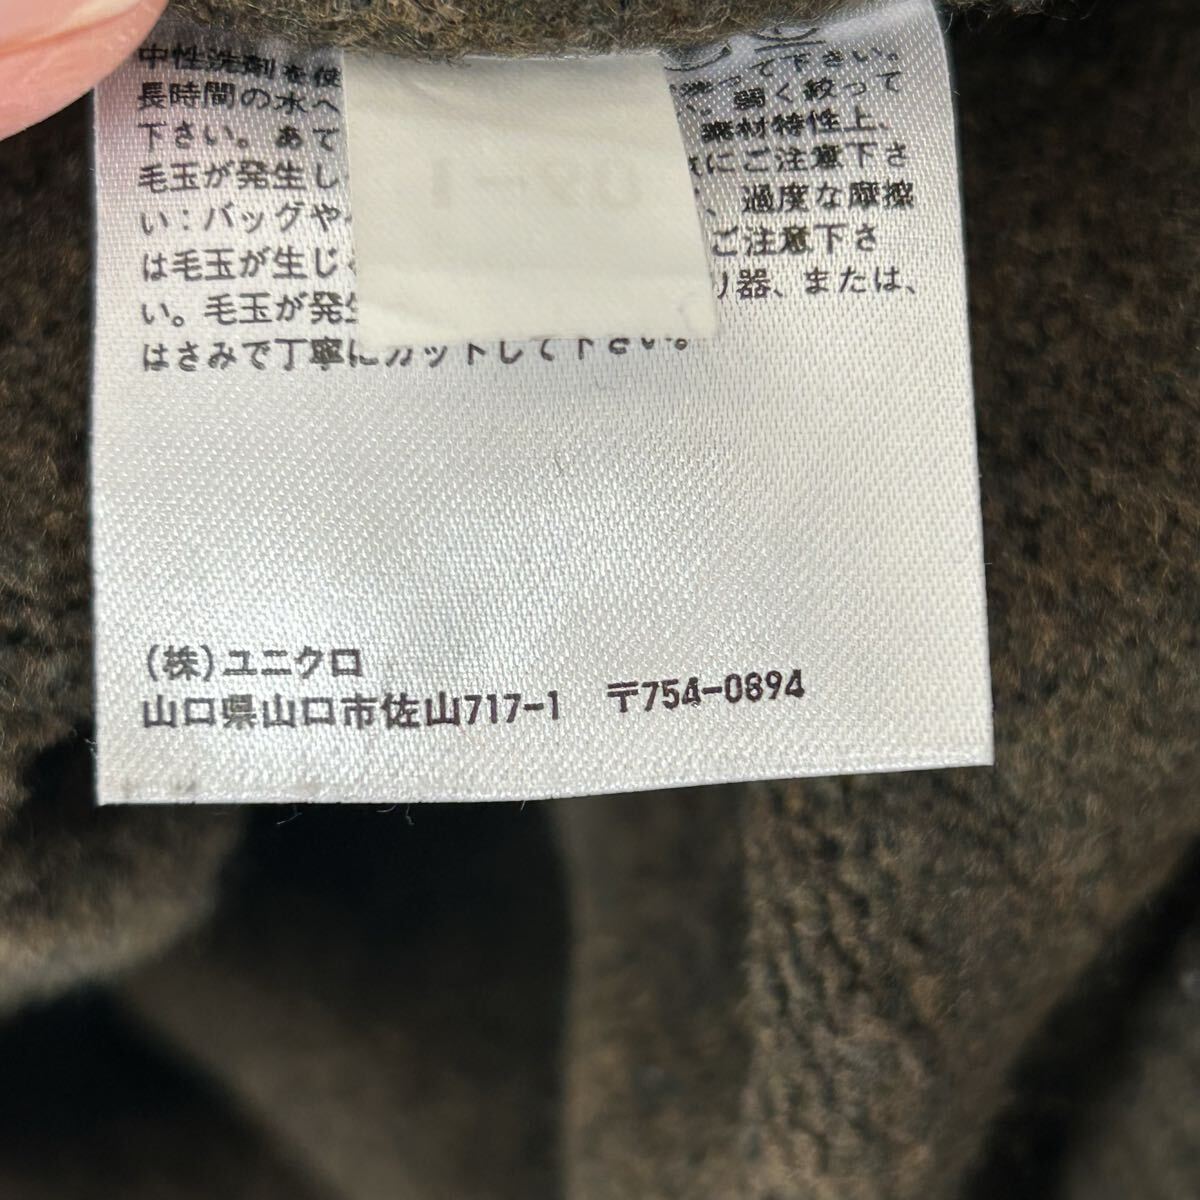 中性洗剤を使 って下さい。
長時間の水へ 弱く絞って
下さい。あて 素材特性上、
毛玉が発生し にご注意下さ
い:バッグや 、過度な摩擦
は毛玉が生じ ご注意下さ
い。毛玉が発生 り器、または、
はさみで丁寧にカットして下さい。
(株)ユニクロ
山口県山口市佐山717-1 〒754-0894